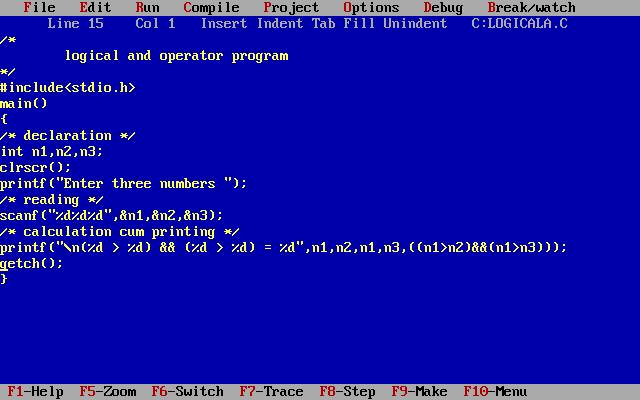 File Edit Run Compile Project Options Debug Break/watch
Line 15 Col 1 Insert Indent Tab Fill Unindent C:LOGICALA.C
/*
logical and operator program
*/
#include<stdio.h>
main()
{
/* declaration */
int n1,n2,n3;
clrscr();
printf("Enter three numbers ");
/* reading */
scanf("%d%d%d",&n1,&n2,&n3);
/* calculation cum printing */
printf("\n(%d > %d) && (%d > %d) = %d",n1,n2,n1,n3,((n1>n2)&&(n1>n3)));
getch();
}
F1-Help F5-Zoom F6-Switch F7-Trace F8-Step F9-Make F10-Menu